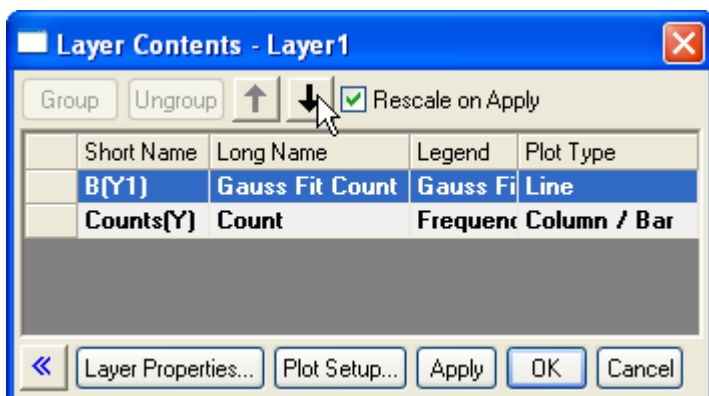 Layer Contents - Layer1
Group Ungroup Rescale on Apply
Short Name Long Name Legend Plot Type
B(Y1) Gauss Fit Count Gauss Fi Line
Counts(Y) Count Frequenc Column / Bar
Layer Properties... Plot Setup... Apply OK Cancel